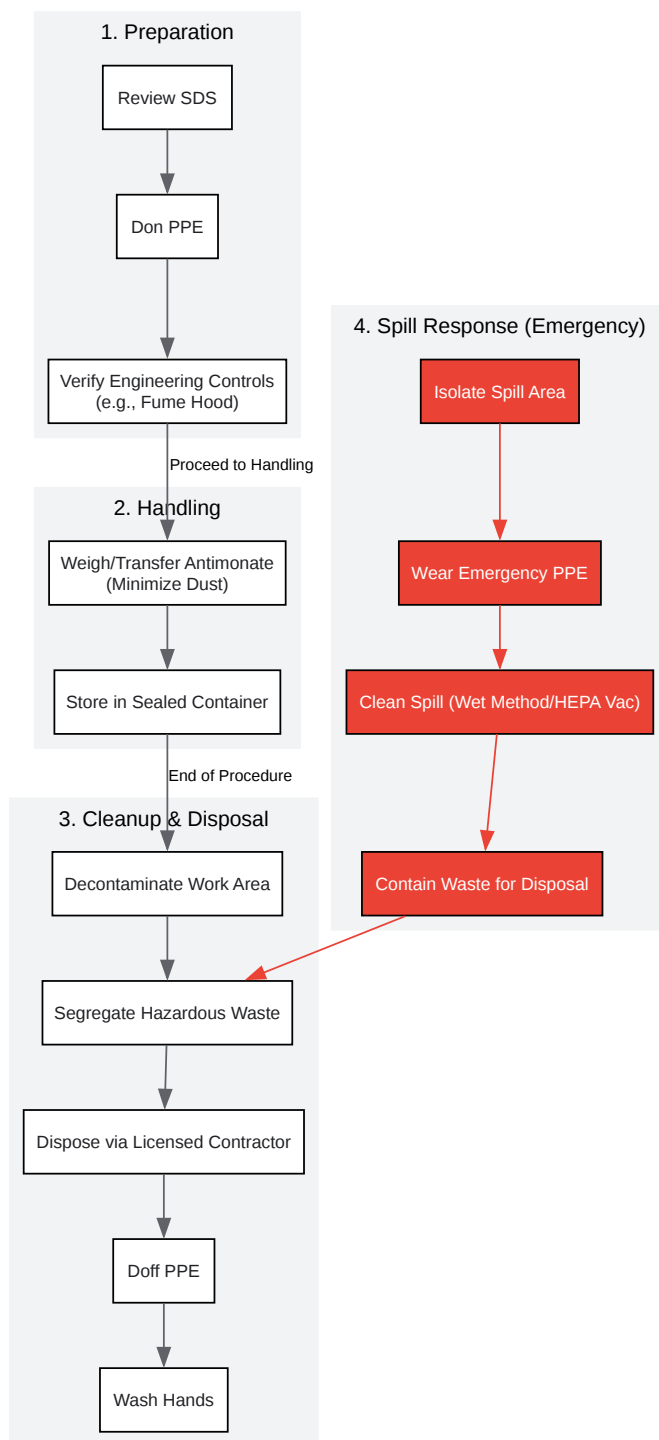 1. Preparation
Review SDS
Don PPE
Verify Engineering Controls
(e.g., Fume Hood)
Proceed to Handling
2. Handling
Weigh/Transfer Antimonate
(Minimize Dust)
Store in Sealed Container
End of Procedure
3. Cleanup & Disposal
Decontaminate Work Area
Segregate Hazardous Waste
Dispose via Licensed Contractor
Doff PPE
Wash Hands
4. Spill Response (Emergency)
Isolate Spill Area
Wear Emergency PPE
Clean Spill (Wet Method/HEPA Vac)
Contain Waste for Disposal